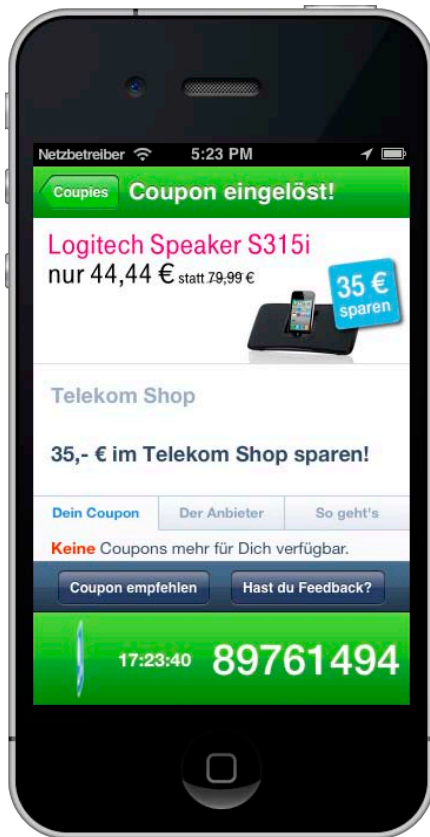 Netzbetreiber 5:23 PM
Coupies Coupon eingelöst!
Logitech Speaker S315i
nur 44,44 € statt 79,99 €
35 €
sparen
Telekom Shop
35,- € im Telekom Shop sparen!
Dein Coupon Der Anbieter So geht's
Keine Coupons mehr für Dich verfügbar.
Coupon empfehlen Hast du Feedback?
17:23:40 89761494